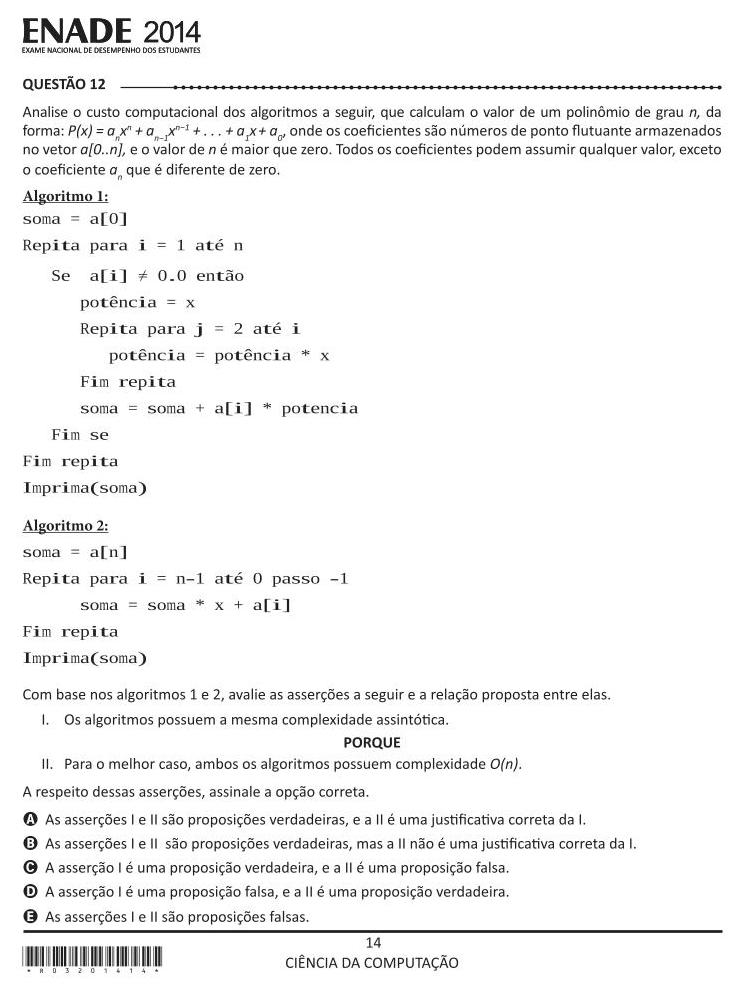 ENADE 2014
EXAME NACIONAL DE DESEMPENHO DOS ESTUDANTES
QUESTÃO 12
Analise o custo computacional dos algoritmos a seguir, que calculam o valor de um polinômio de grau n, da
forma: P(x) = aₙxⁿ + aₙ₋₁xⁿ⁻¹ + . . . + a₁x + a₀, onde os coeficientes são números de ponto flutuante armazenados
no vetor a[0..n], e o valor de n é maior que zero. Todos os coeficientes podem assumir qualquer valor, exceto
o coeficiente aₙ que é diferente de zero.
Algoritmo 1:
soma = a[0]
Repita para i = 1 até n
Se a[i] ≠ 0.0 então
potência = x
Repita para j = 2 até i
potência = potência * x
Fim repita
soma = soma + a[i] * potencia
Fim se
Fim repita
Imprima(soma)
Algoritmo 2:
soma = a[n]
Repita para i = n-1 até 0 passo -1
soma = soma * x + a[i]
Fim repita
Imprima(soma)
Com base nos algoritmos 1 e 2, avalie as asserções a seguir e a relação proposta entre elas.
I. Os algoritmos possuem a mesma complexidade assintótica.
PORQUE
II. Para o melhor caso, ambos os algoritmos possuem complexidade O(n).
A respeito dessas asserções, assinale a opção correta.
A As asserções I e II são proposições verdadeiras, e a II é uma justificativa correta da I.
B As asserções I e II são proposições verdadeiras, mas a II não é uma justificativa correta da I.
C A asserção I é uma proposição verdadeira, e a II é uma proposição falsa.
D A asserção I é uma proposição falsa, e a II é uma proposição verdadeira.
E As asserções I e II são proposições falsas.
14
CIÊNCIA DA COMPUTAÇÃO
* R 0 3 2 0 1 4 1 4 *